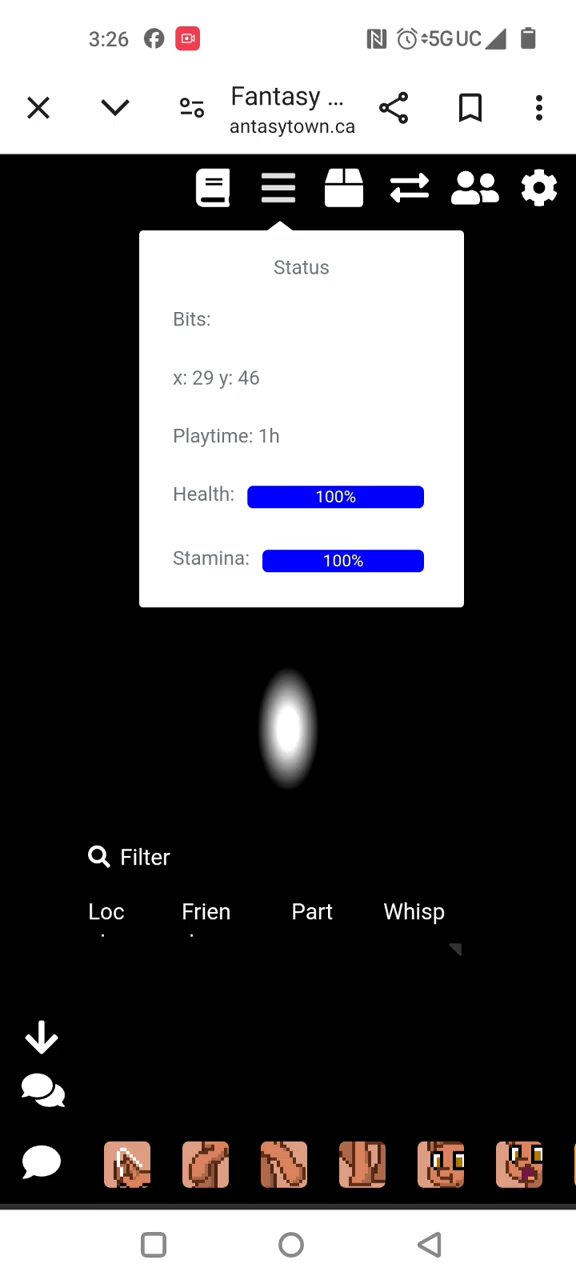 3:26 5G UC
Fantasy ...
antasytown.ca
Status
Bits:
x: 29 y: 46
Playtime: 1h
Health: 100%
Stamina: 100%
Filter
Loc Frien Part Whisp